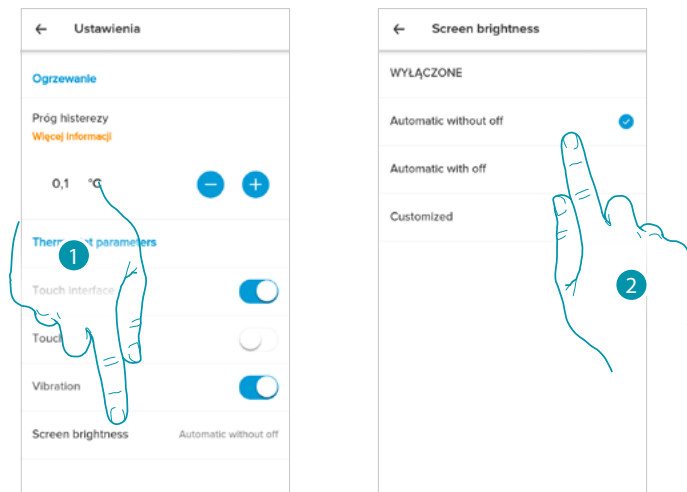 ← Ustawienia
Ogrzewanie
Próg histerezy
Więcej informacji
0,1 °C
− +
parameters
1
Touch interface
Vibration
Screen brightness Automatic without off
← Screen brightness
WYŁĄCZONE
Automatic without off
Automatic with off
Customized
2